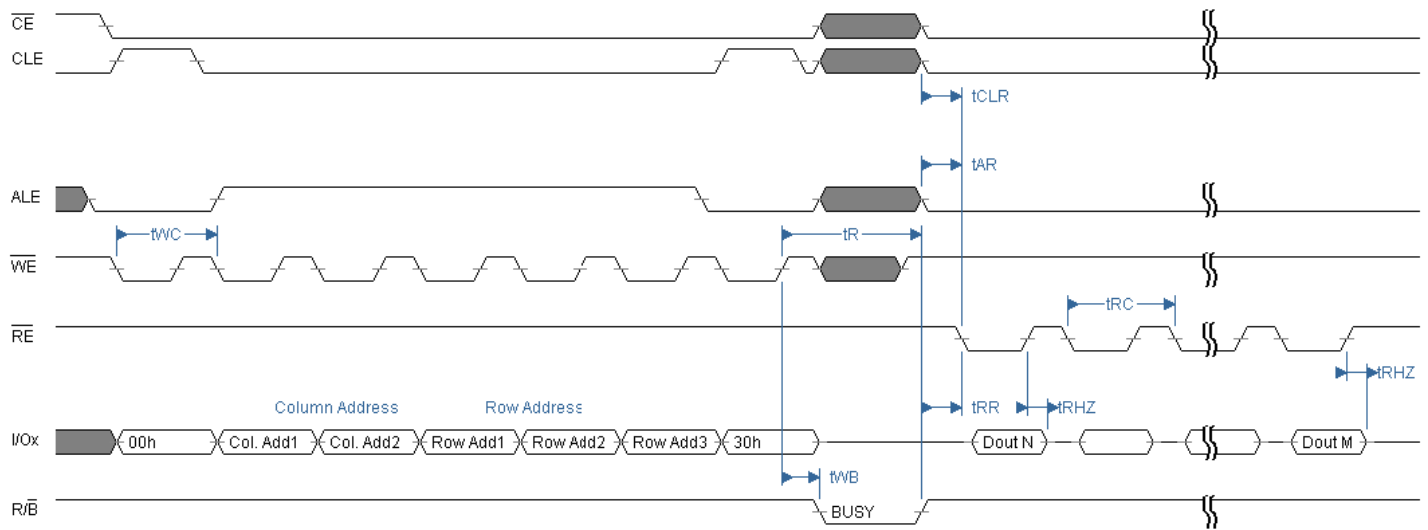 CE
CLE
tCLR
tAR
ALE
tWC
tR
WE
tRC
RE
tRHZ
Column Address Row Address tRR tRHZ
I/Ox 00h Col. Add1 Col. Add2 Row Add1 Row Add2 Row Add3 30h Dout N Dout M
tWB
R/B BUSY